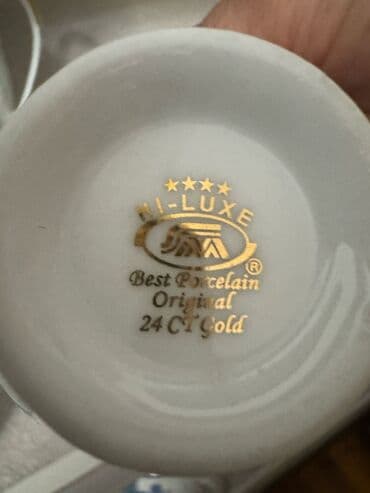 HI-LUXE
Best Porcelain
Original
24 CT Gold